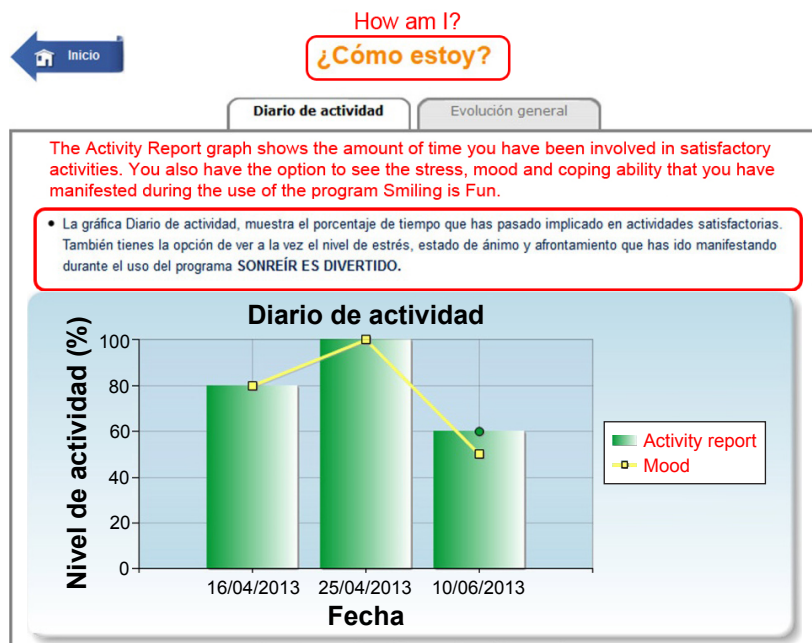 How am I?
Inicio
¿Cómo estoy?
Diario de actividad
Evolución general
The Activity Report graph shows the amount of time you have been involved in satisfactory
activities. You also have the option to see the stress, mood and coping ability that you have
manifested during the use of the program Smiling is Fun.
• La gráfica Diario de actividad, muestra el porcentaje de tiempo que has pasado implicado en actividades satisfactorias.
También tienes la opción de ver a la vez el nivel de estrés, estado de ánimo y afrontamiento que has ido manifestando
durante el uso del programa SONREÍR ES DIVERTIDO.
Diario de actividad
Nivel de actividad (%)
100
80
60
40
20
0
16/04/2013 25/04/2013 10/06/2013
Fecha
Activity report
Mood